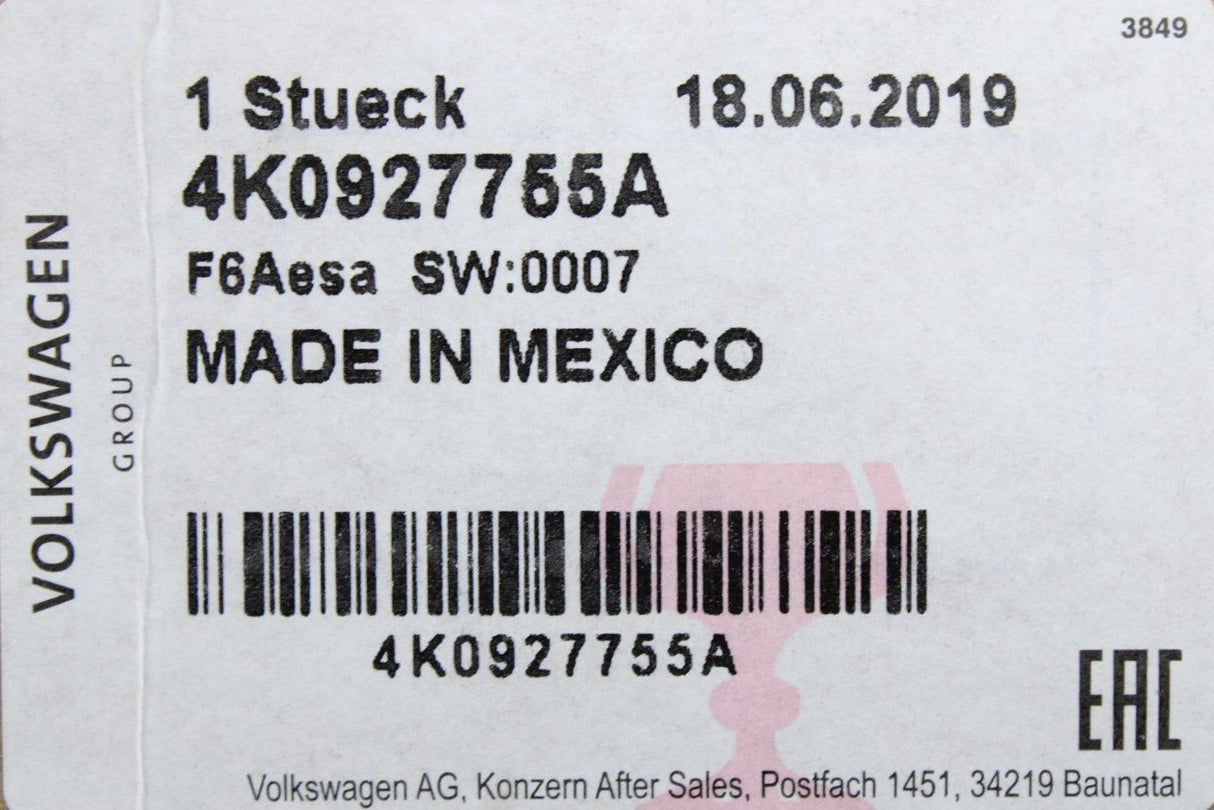 3849
1 Stueck 18.06.2019
4K0927755A
F6Aesa SW:0007
MADE IN MEXICO
VOLKSWAGEN
GROUP
4K0927755A
EAC
Volkswagen AG, Konzern After Sales, Postfach 1451, 34219 Baunatal